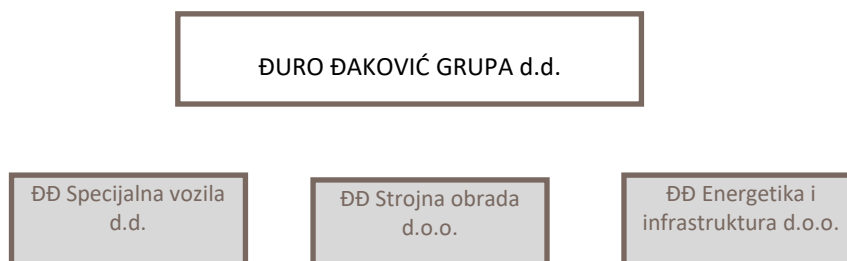 ĐURO ĐAKOVIĆ GRUPA d.d.
ĐĐ Specijalna vozila
d.d.
ĐĐ Strojna obrada
d.o.o.
ĐĐ Energetika i
infrastruktura d.o.o.